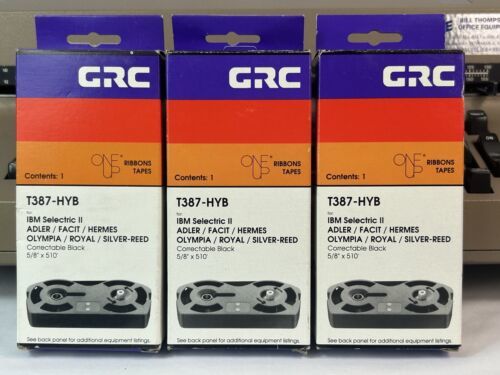 BILL THOMPS
OFFICE EQUIP
GRC
ONE UP®
RIBBONS
TAPES
Contents: 1
T387-HYB
for
IBM Selectric II
ADLER / FACIT / HERMES
OLYMPIA / ROYAL / SILVER-REED
Correctable Black
5/8" x 510'
See back panel for additional equipment listings.
GRC
ONE UP®
RIBBONS
TAPES
Contents: 1
T387-HYB
for
IBM Selectric II
ADLER / FACIT / HERMES
OLYMPIA / ROYAL / SILVER-REED
Correctable Black
5/8" x 510'
See back panel for additional equipment listings.
GRC
ONE UP®
RIBBONS
TAPES
Contents: 1
T387-HYB
for
IBM Selectric II
ADLER / FACIT / HERMES
OLYMPIA / ROYAL / SILVER-REED
Correctable Black
5/8" x 510'
See back panel for additional equipment listings.